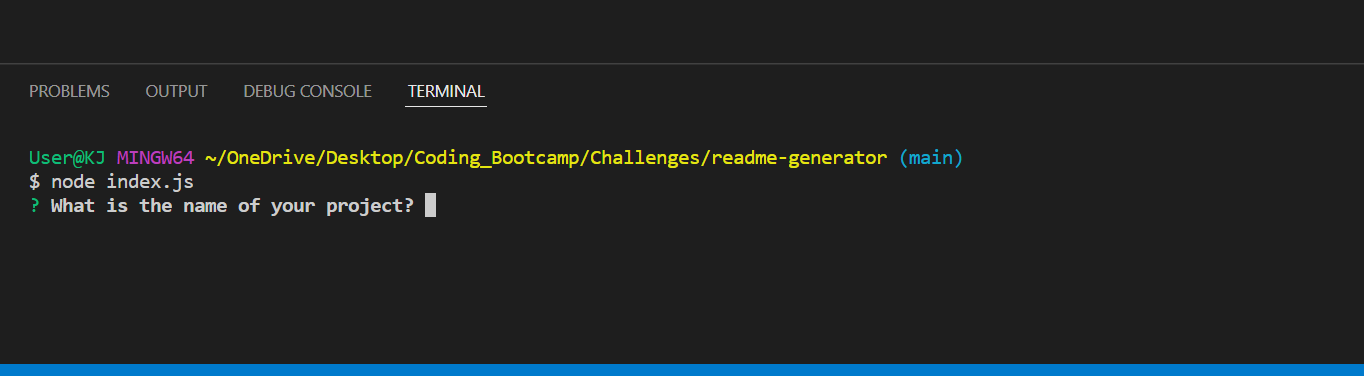 PROBLEMS OUTPUT DEBUG CONSOLE TERMINAL
User@KJ MINGW64 ~/OneDrive/Desktop/Coding_Bootcamp/Challenges/readme-generator (main)
$ node index.js
? What is the name of your project?